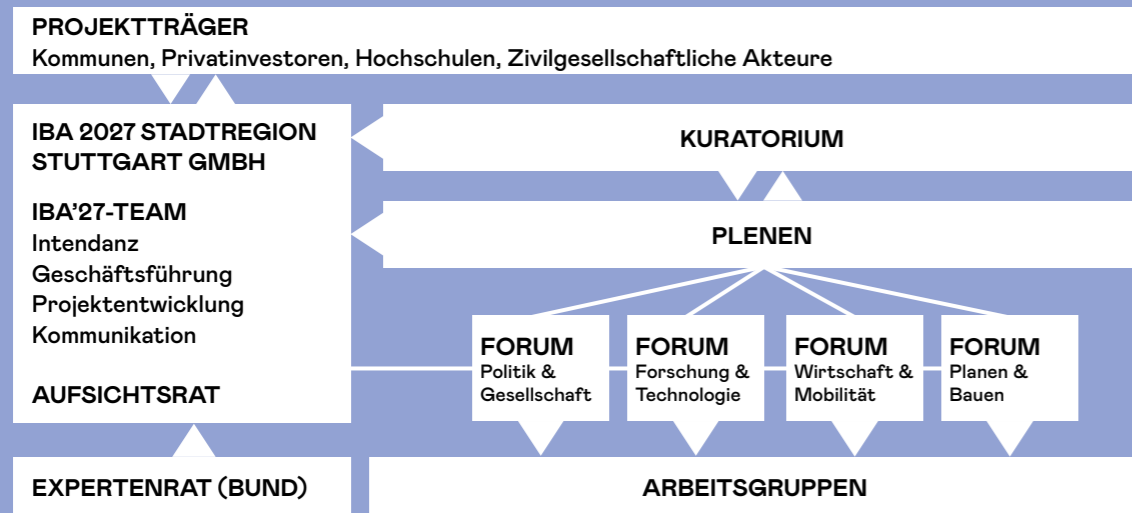 PROJEKTTRÄGER
Kommunen, Privatinvestoren, Hochschulen, Zivilgesellschaftliche Akteure
IBA 2027 STADTREGION
STUTTGART GMBH
IBA’27-TEAM
Intendanz
Geschäftsführung
Projektentwicklung
Kommunikation
AUFSICHTSRAT
EXPERTENRAT (BUND)
KURATORIUM
PLENEN
FORUM
Politik &
Gesellschaft
FORUM
Forschung &
Technologie
FORUM
Wirtschaft &
Mobilität
FORUM
Planen &
Bauen
ARBEITSGRUPPEN